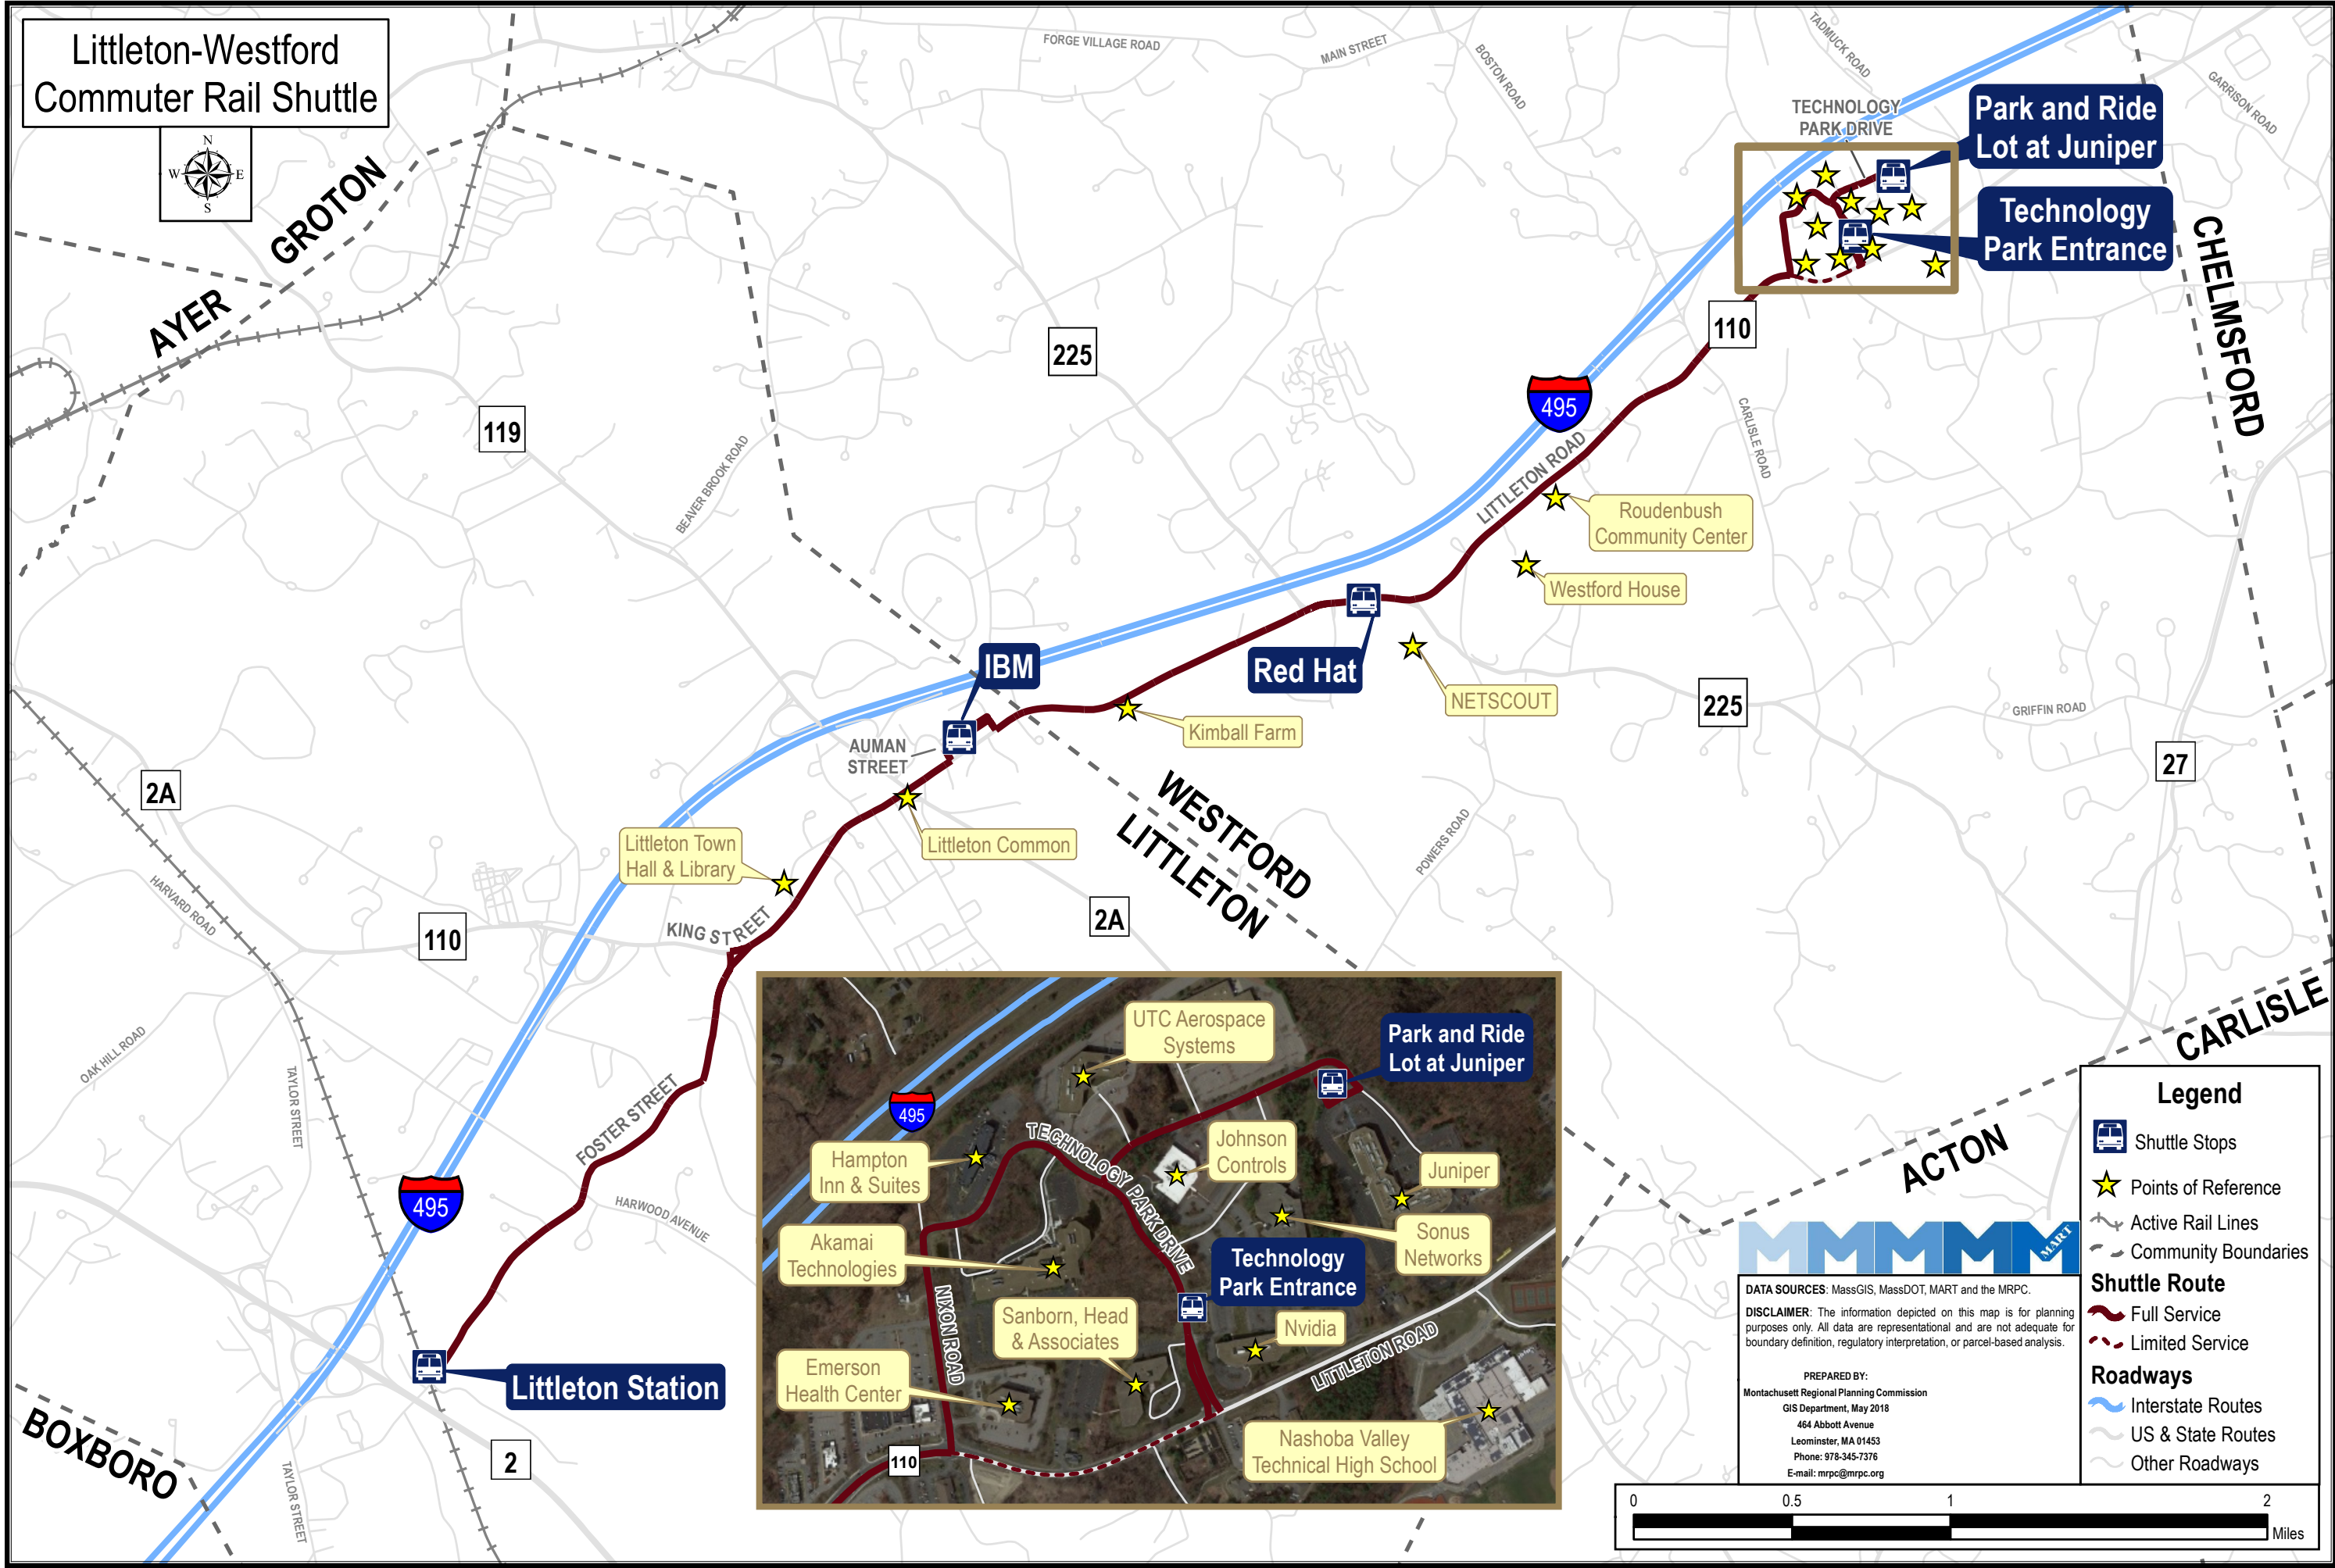 Littleton-Westford
Commuter Rail Shuttle
N
W
E
S
GROTON
AYER
FORGE VILLAGE ROAD
MAIN STREET
BOSTON ROAD
TADMUCK ROAD
GARRISON ROAD
TECHNOLOGY
PARK DRIVE
Park and Ride
Lot at Juniper
Technology
Park Entrance
CHELMSFORD
110
225
119
495
BEAVER BROOK ROAD
LITTLETON ROAD
CARLISLE ROAD
Roudenbush
Community Center
Westford House
IBM
Red Hat
NETSCOUT
225
GRIFFIN ROAD
Kimball Farm
AUMAN
STREET
27
2A
WESTFORD
LITTLETON
POWERS ROAD
Littleton Common
Littleton Town
Hall & Library
HARVARD ROAD
KING STREET
110
2A
OAK HILL ROAD
TAYLOR STREET
FOSTER STREET
HARWOOD AVENUE
495
Littleton Station
BOXBORO
2
TAYLOR STREET
CARLISLE
ACTON
UTC Aerospace
Systems
Park and Ride
Lot at Juniper
495
Hampton
Inn & Suites
TECHNOLOGY PARK DRIVE
Johnson
Controls
Juniper
Akamai
Technologies
Sonus
Networks
Technology
Park Entrance
NIXON ROAD
Sanborn, Head
& Associates
Nvidia
LITTLETON ROAD
Emerson
Health Center
Nashoba Valley
Technical High School
110
Legend
Shuttle Stops
Points of Reference
Active Rail Lines
Community Boundaries
Shuttle Route
Full Service
Limited Service
Roadways
Interstate Routes
US & State Routes
Other Roadways
MART
DATA SOURCES: MassGIS, MassDOT, MART and the MRPC.
DISCLAIMER: The information depicted on this map is for planning
purposes only. All data are representational and are not adequate for
boundary definition, regulatory interpretation, or parcel-based analysis.
PREPARED BY:
Montachusett Regional Planning Commission
GIS Department, May 2018
464 Abbott Avenue
Leominster, MA 01453
Phone: 978-345-7376
E-mail: mrpc@mrpc.org
0 0.5 1 2
Miles